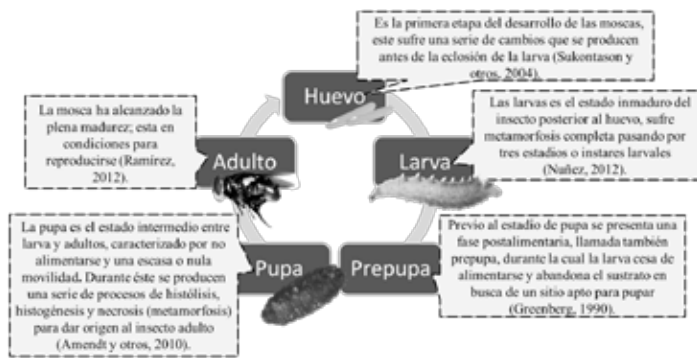 Es la primera etapa del desarrollo de las moscas,
este sufre una serie de cambios que se producen
antes de la eclosión de la larva (Sukontason y
otros, 2004).
Huevo
Las larvas es el estado inmaduro del
insecto posterior al huevo, sufre
metamorfosis completa pasando por
tres estadios o instares larvales
(Nuñez, 2012).
Larva
Previo al estadio de pupa se presenta una
fase postalimentaria, llamada también
prepupa, durante la cual la larva cesa de
alimentarse y abandona el sustrato en
busca de un sitio apto para pupar
(Greenberg, 1990).
Prepupa
La pupa es el estado intermedio entre
larva y adultos, caracterizado por no
alimentarse y una escasa o nula
movilidad. Durante éste se producen
una serie de procesos de histólisis,
histogénesis y necrosis (metamorfosis)
para dar origen al insecto adulto
(Amendt y otros, 2010).
Pupa
La mosca ha alcanzado la
plena madurez; esta en
condiciones para
reproducirse (Ramírez,
2012).
Adulto